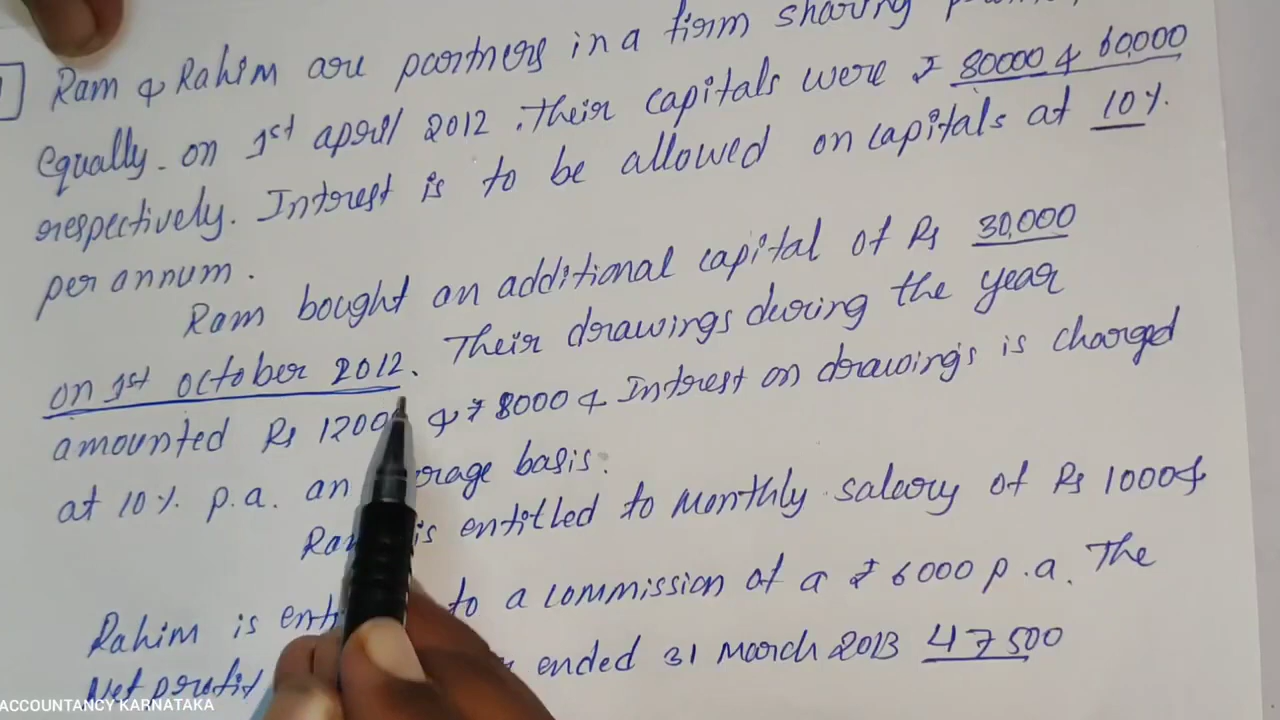 Ram & Rahim are partners in a firm sharing
equally. on 1st april 2012. Their capitals were ₹ 80000 & 60,000
respectively. Interest is to be allowed on capitals at 10%.
per annum.
Ram bought an additional capital of Rs 30,000
on 1st october 2012. Their drawings during the year
amounted Rs 1200 & ₹ 8000 & Interest on drawings is charged
at 10%. p.a. an rage basis.
is entitled to monthly salary of Rs 1000 &
Rahim is to a commission of a ₹ 6000 p.a. The
Net profit ended 31 March 2013 47500
ACCOUNTANCY KARNATAKA